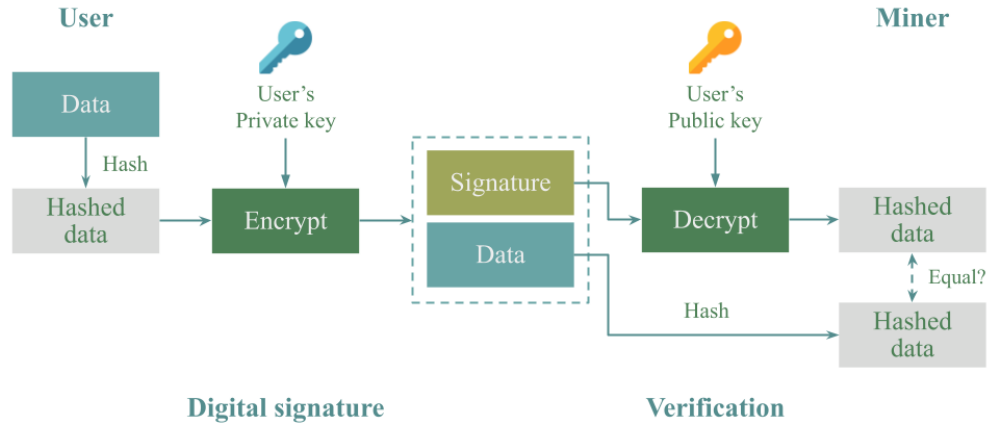 User
Miner
User's
Private key
User's
Public key
Data
Hash
Hashed
data
Encrypt
Signature
Data
Decrypt
Hashed
data
Equal?
Hash
Hashed
data
Digital signature
Verification